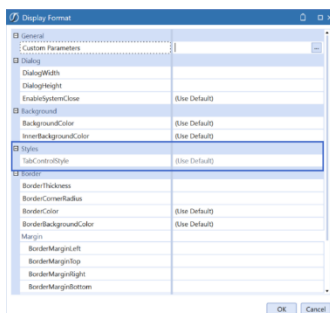 Display Format
General
Custom Parameters
...
Dialog
DialogWidth
DialogHeight
EnableSystemClose (Use Default)
Background
BackgroundColor (Use Default)
InnerBackgroundColor (Use Default)
Styles
TabControlStyle (Use Default)
Border
BorderThickness
BorderCornerRadius
BorderColor (Use Default)
BorderBackgroundColor (Use Default)
Margin
BorderMarginLeft
BorderMarginTop
BorderMarginRight
BorderMarginBottom
OK Cancel